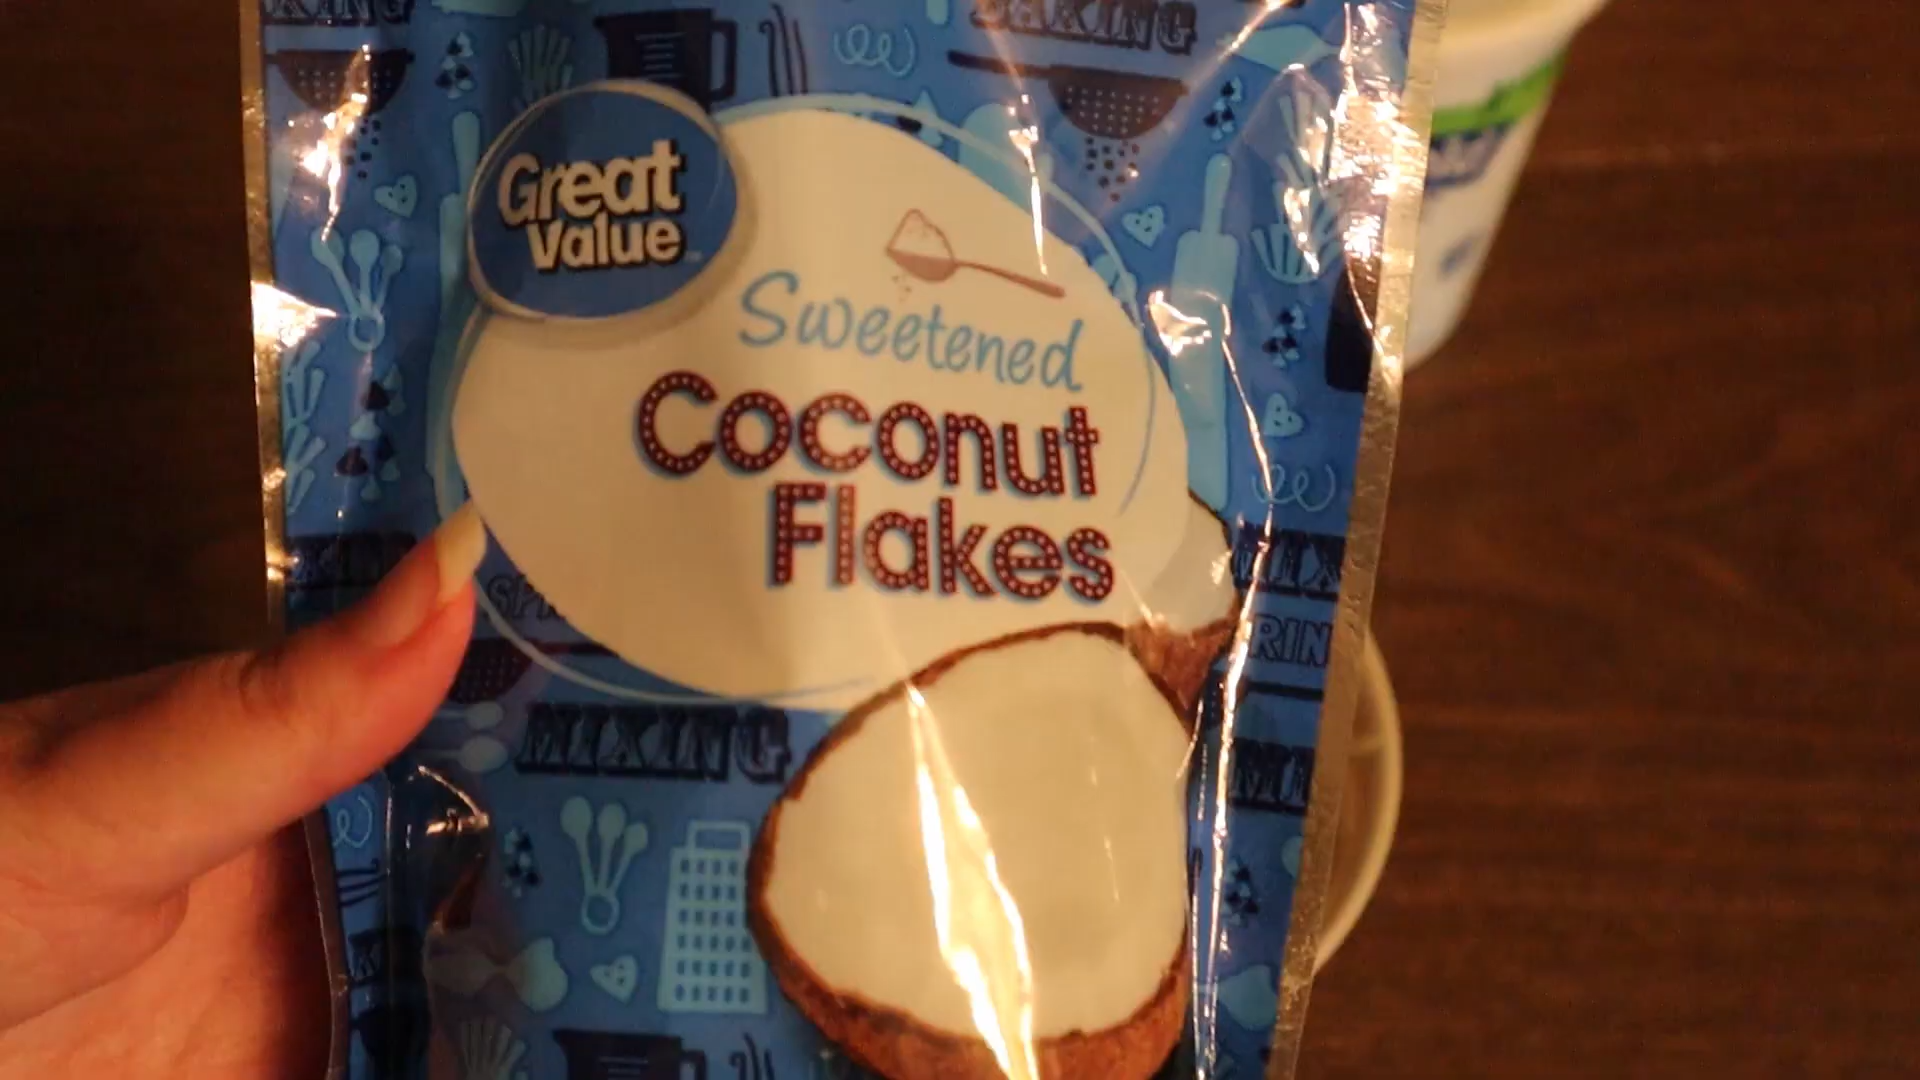 BAKING
Great
Value
Sweetened
Coconut
Flakes
MIXING